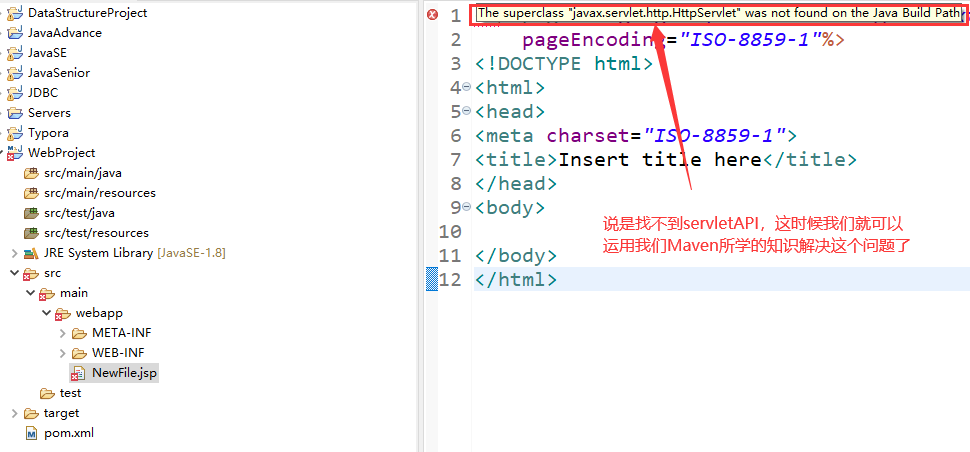 DataStructureProject
JavaAdvance
JavaSE
JavaSenior
JDBC
Servers
Typora
WebProject
src/main/java
src/main/resources
src/test/java
src/test/resources
JRE System Library [JavaSE-1.8]
src
main
webapp
META-INF
WEB-INF
NewFile.jsp
test
target
pom.xml
1 The superclass "javax.servlet.http.HttpServlet" was not found on the Java Build Path
2 pageEncoding="ISO-8859-1"%>
3 <!DOCTYPE html>
4 <html>
5 <head>
6 <meta charset="ISO-8859-1">
7 <title>Insert title here</title>
8 </head>
9 <body>
10
11 </body>
12 </html>
说是找不到servletAPI，这时候我们就可以
运用我们Maven所学的知识解决这个问题了